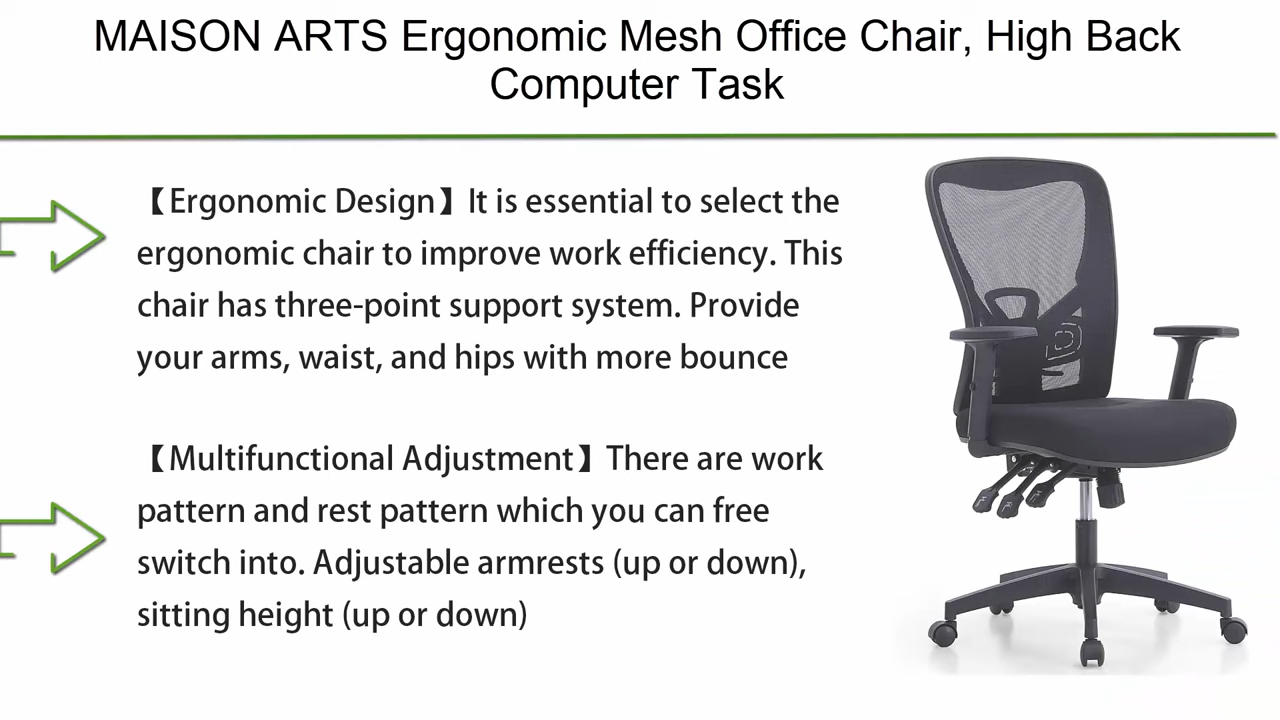 MAISON ARTS Ergonomic Mesh Office Chair, High Back
Computer Task
【Ergonomic Design】It is essential to select the
ergonomic chair to improve work efficiency. This
chair has three-point support system. Provide
your arms, waist, and hips with more bounce
【Multifunctional Adjustment】There are work
pattern and rest pattern which you can free
switch into. Adjustable armrests (up or down),
sitting height (up or down)